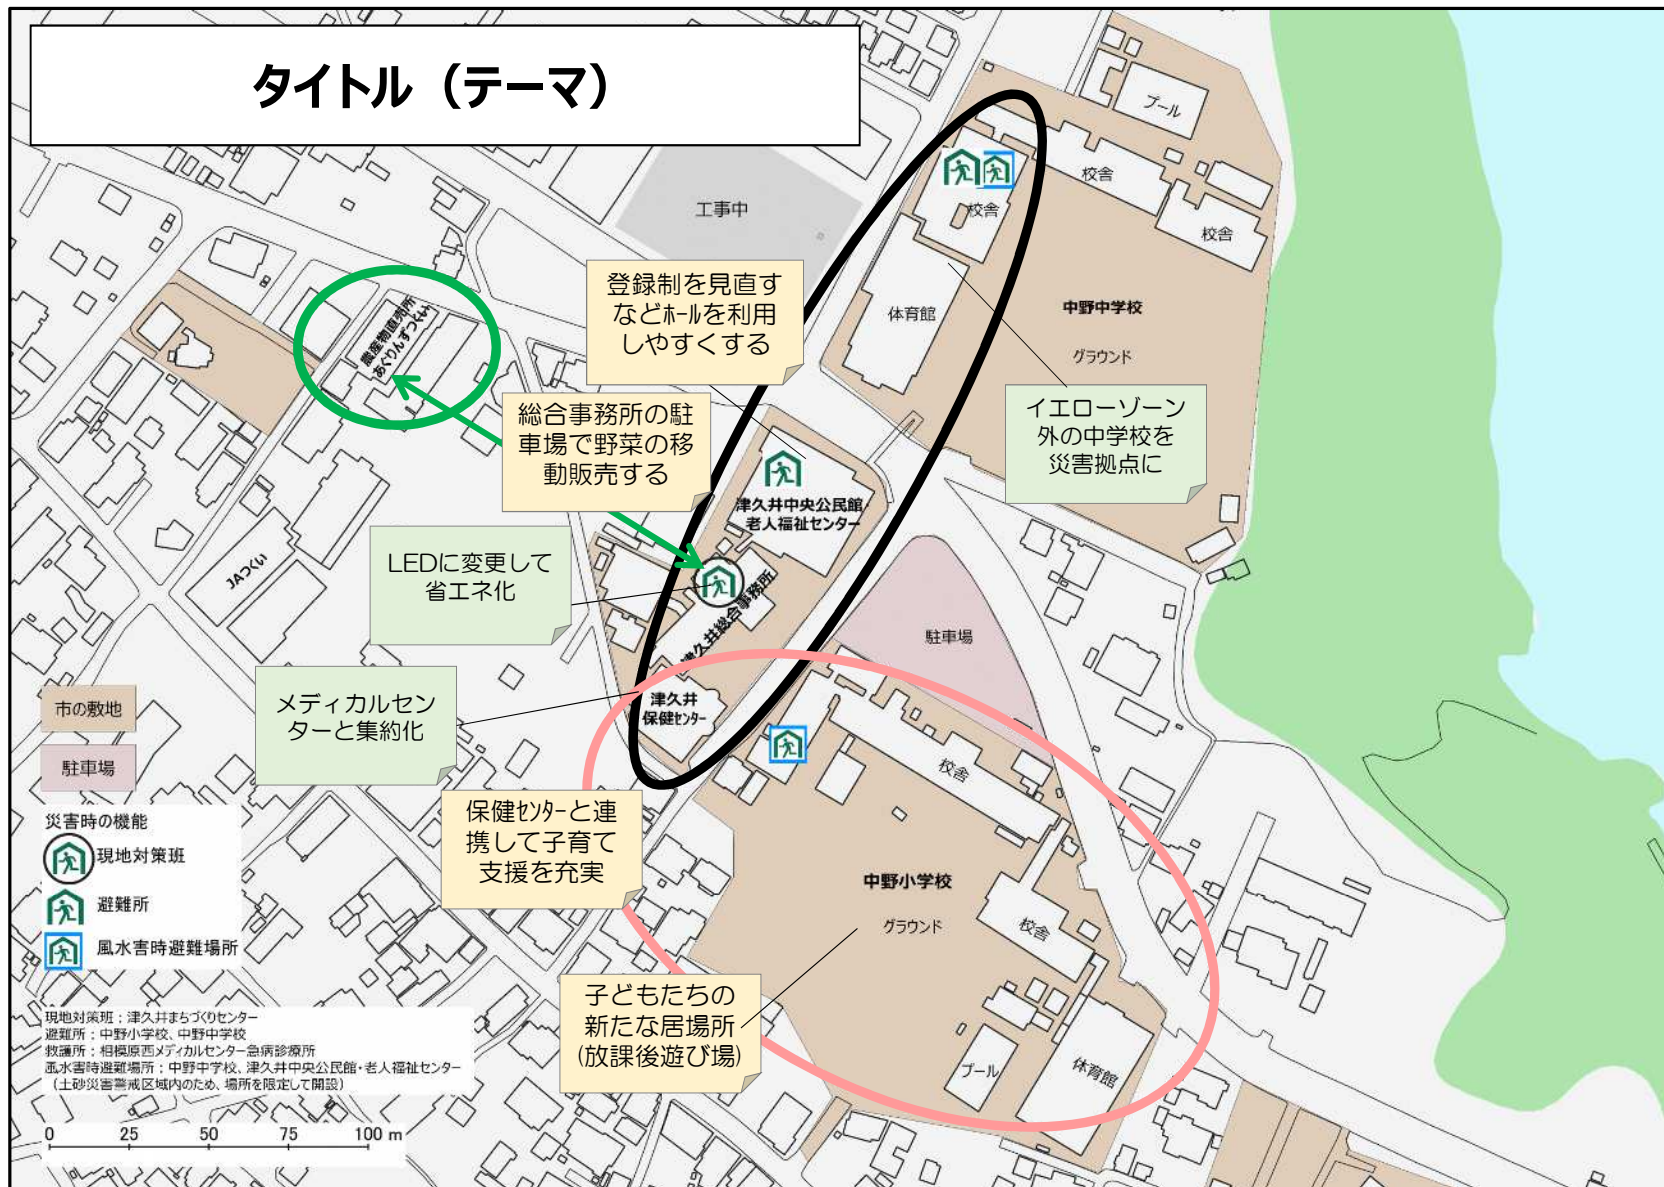 タイトル（テーマ）
プール
校舎
校舎
校舎
工事中
体育館
中野中学校
グラウンド
農産物直売所
あぐりんずつくい
登録制を見直す
などホールを利用
しやすくする
総合事務所の駐
車場で野菜の移
動販売する
イエローゾーン
外の中学校を
災害拠点に
津久井中央公民館・
老人福祉センター
JAつくい
LEDに変更して
省エネ化
津久井総合事務所
駐車場
メディカルセン
ターと集約化
津久井
保健センター
市の敷地
駐車場
校舎
保健センターと連
携して子育て
支援を充実
中野小学校
グラウンド
校舎
子どもたちの
新たな居場所
(放課後遊び場)
プール
体育館
災害時の機能
現地対策班
避難所
風水害時避難場所
現地対策班：津久井まちづくりセンター
避難所：中野小学校、中野中学校
救護所：相模原西メディカルセンター急病診療所
風水害時避難場所：中野中学校、津久井中央公民館・老人福祉センター
（土砂災害警戒区域内のため、場所を限定して開設）
0 25 50 75 100 m